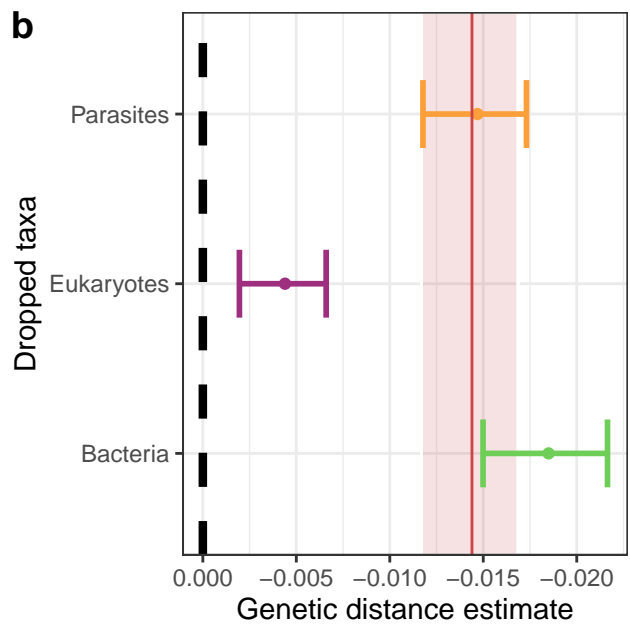 b
Dropped taxa
Parasites
Eukaryotes
Bacteria
0.000 −0.005 −0.010 −0.015 −0.020
Genetic distance estimate